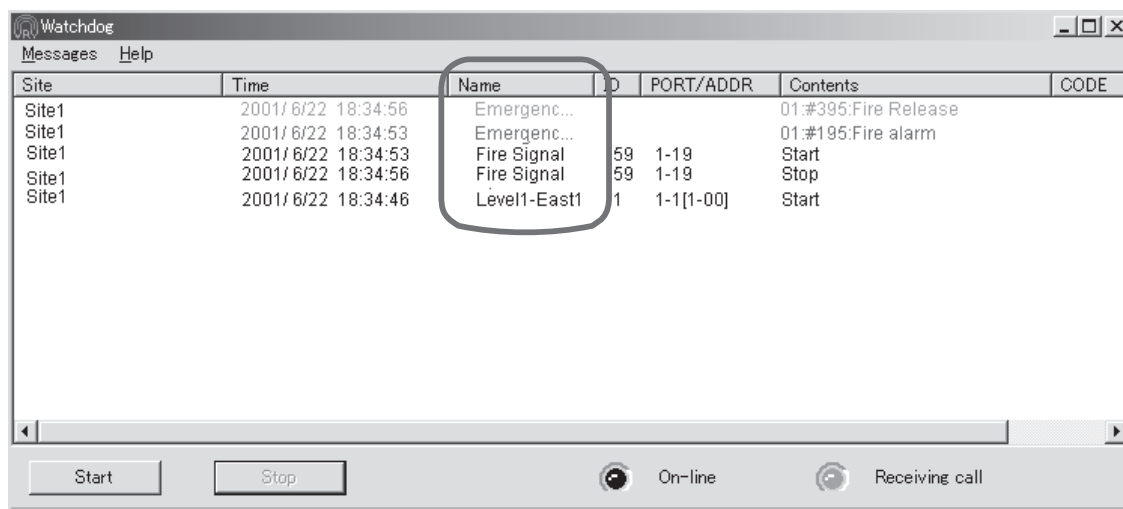 Watchdog
Messages Help
Site Time Name ID PORT/ADDR Contents CODE
Site1 2001/ 6/22 18:34:56 Emergenc... 01:#395:Fire Release
Site1 2001/ 6/22 18:34:53 Emergenc... 01:#195:Fire alarm
Site1 2001/ 6/22 18:34:53 Fire Signal 59 1-19 Start
Site1 2001/ 6/22 18:34:56 Fire Signal 59 1-19 Stop
Site1 2001/ 6/22 18:34:46 Level1-East1 1 1-1[1-00] Start
Start Stop On-line Receiving call